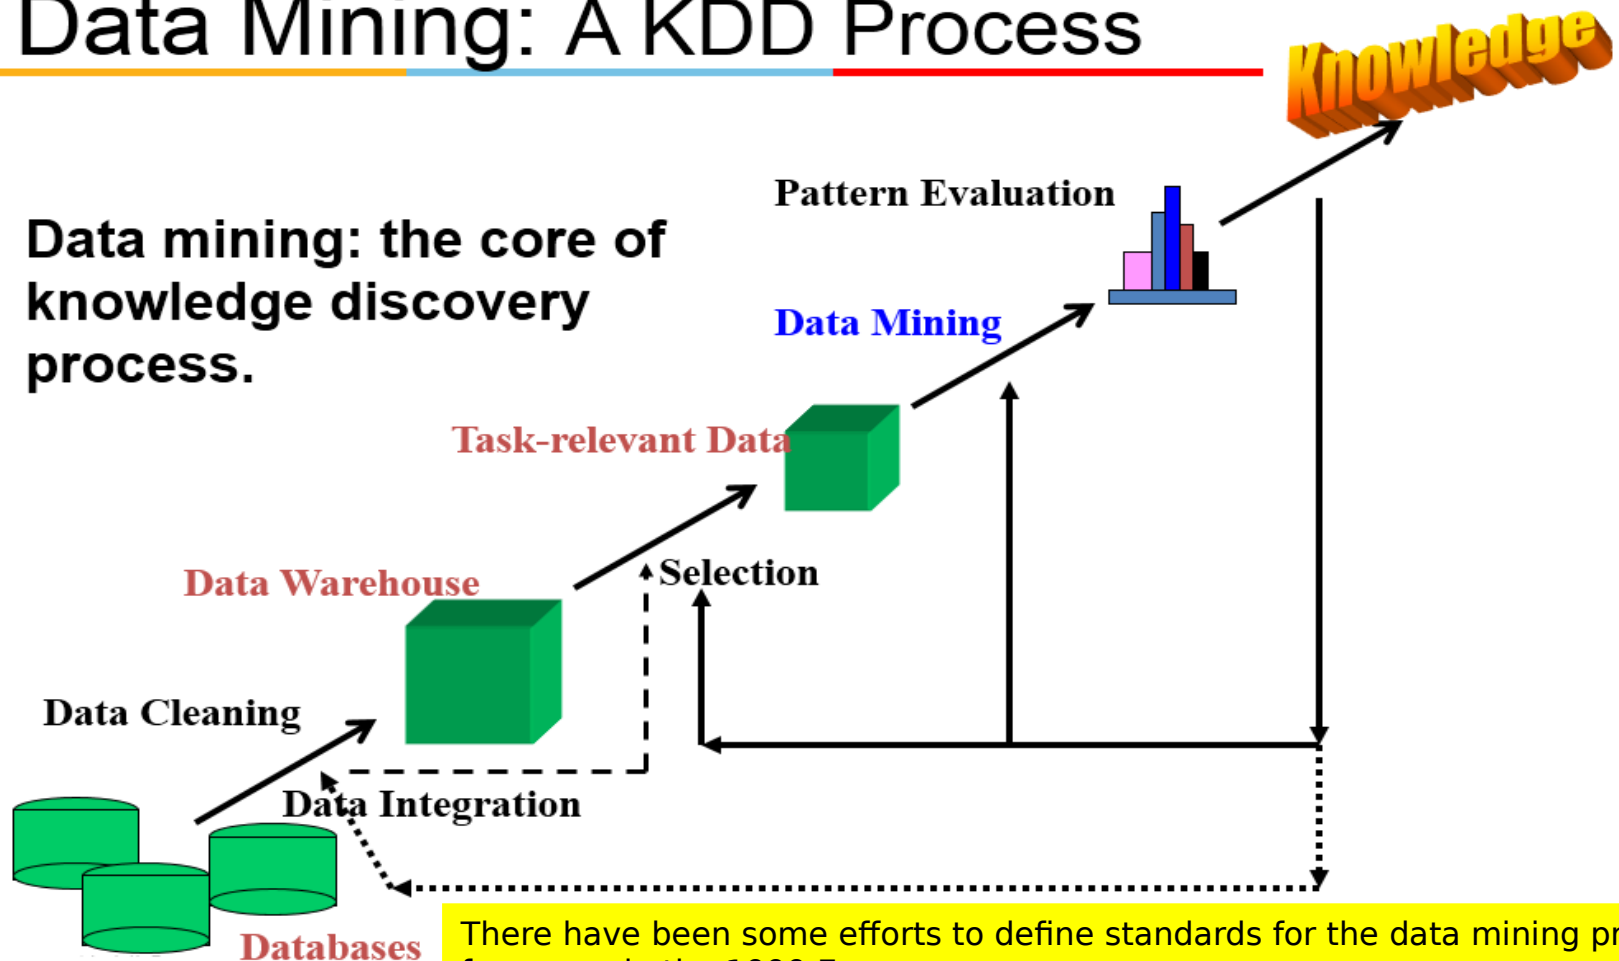 Data Mining: A KDD Process
Knowledge
Pattern Evaluation
Data mining: the core of
knowledge discovery
process.
Data Mining
Task-relevant Data
Selection
Data Warehouse
Data Cleaning
Data Integration
Databases
There have been some efforts to define standards for the data mining